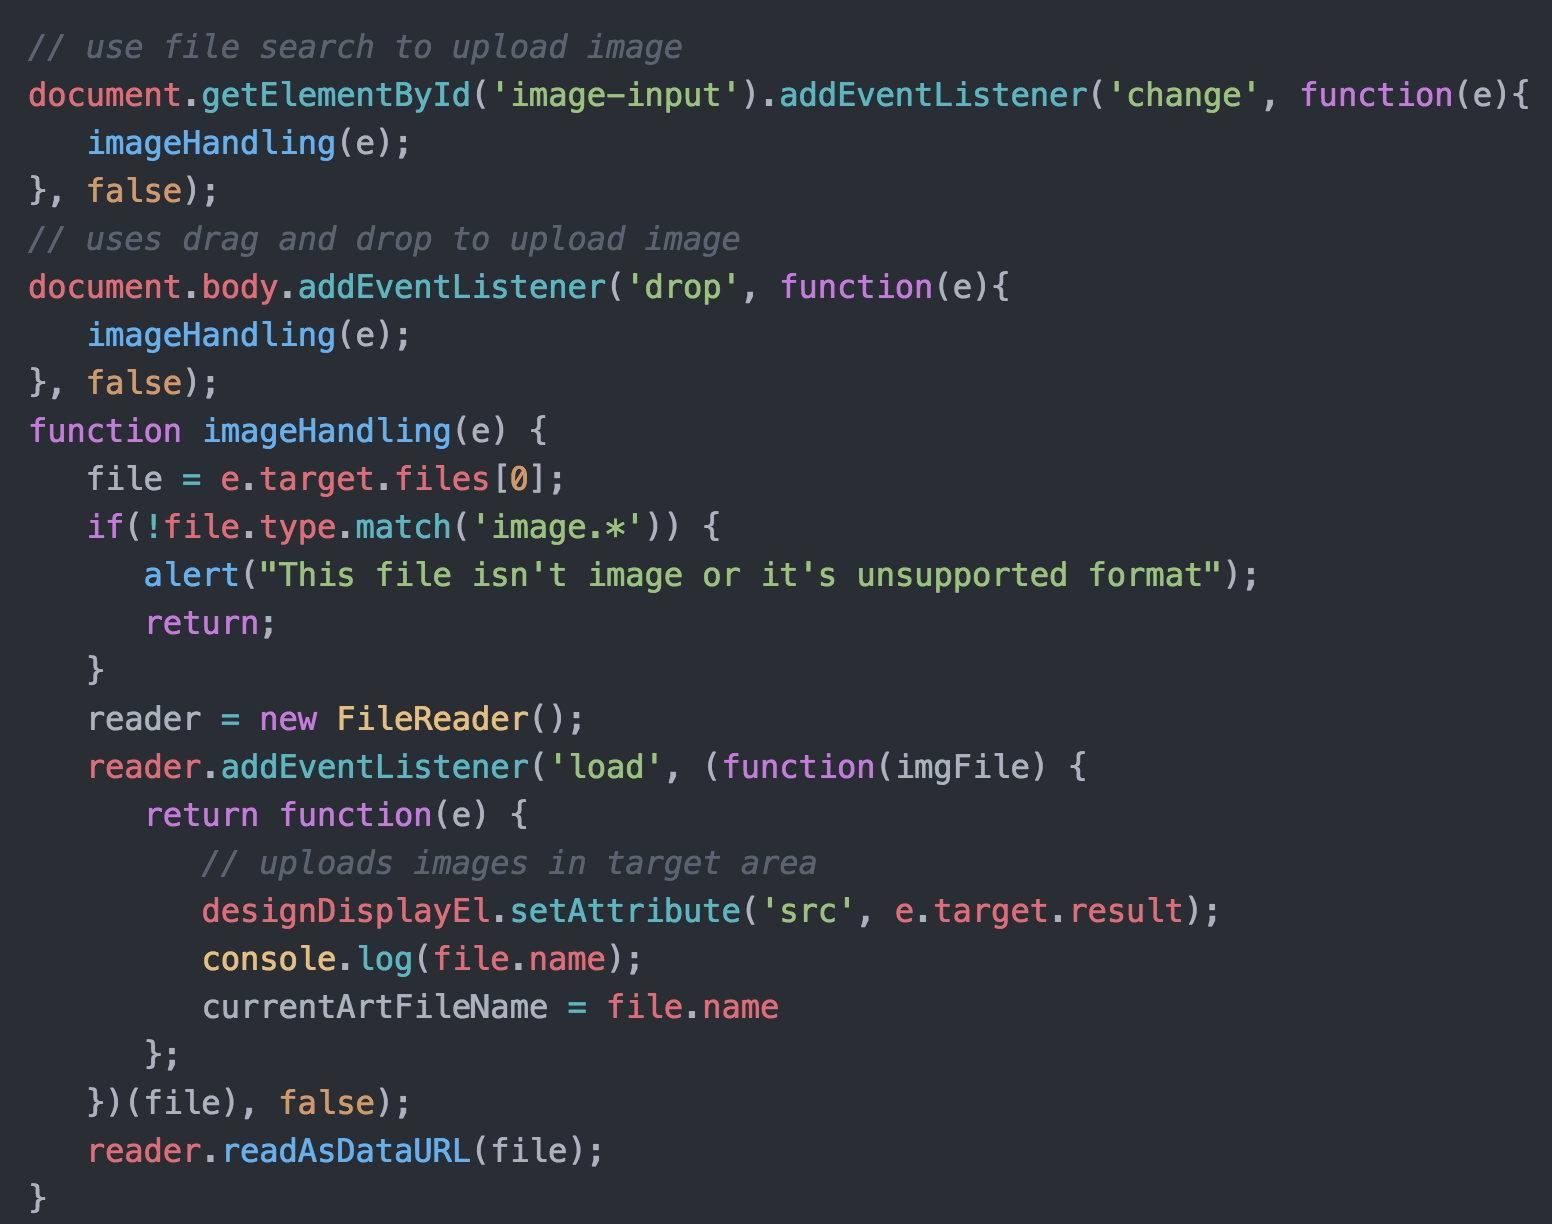 // use file search to upload image
document.getElementById('image-input').addEventListener('change', function(e){
   imageHandling(e);
}, false);
// uses drag and drop to upload image
document.body.addEventListener('drop', function(e){
   imageHandling(e);
}, false);
function imageHandling(e) {
   file = e.target.files[0];
   if(!file.type.match('image.*')) {
      alert("This file isn't image or it's unsupported format");
      return;
   }
   reader = new FileReader();
   reader.addEventListener('load', (function(imgFile) {
      return function(e) {
         // uploads images in target area
         designDisplayEl.setAttribute('src', e.target.result);
         console.log(file.name);
         currentArtFileName = file.name
      };
   })(file), false);
   reader.readAsDataURL(file);
}